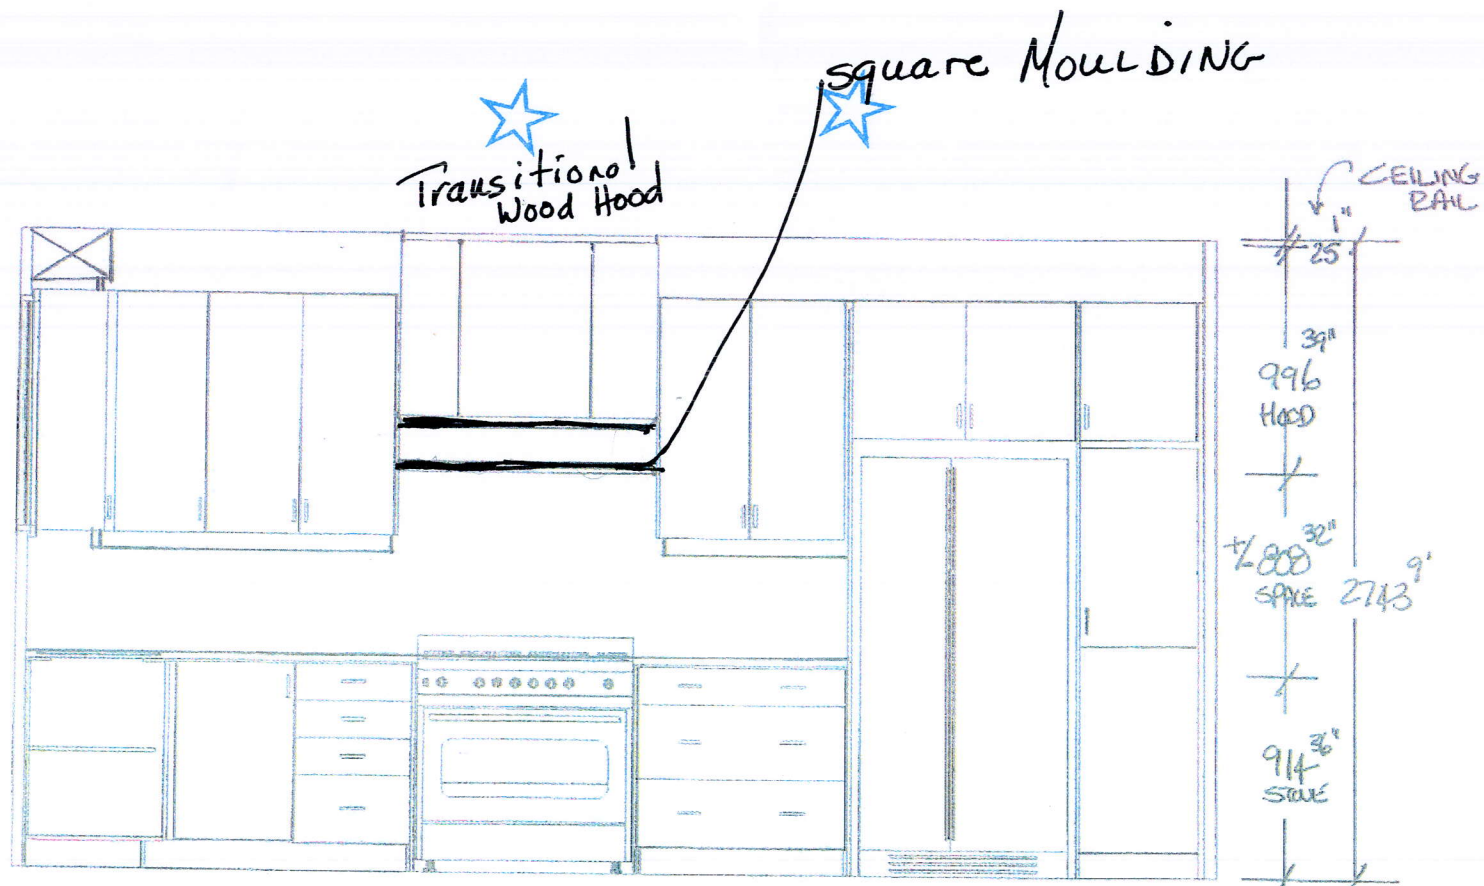 square MOULDING
Transitional
Wood Hood
CEILING
RAIL
1"
25
39"
996
HOOD
32"
+/- 808
SPACE
9'
2743
36"
914
STOVE